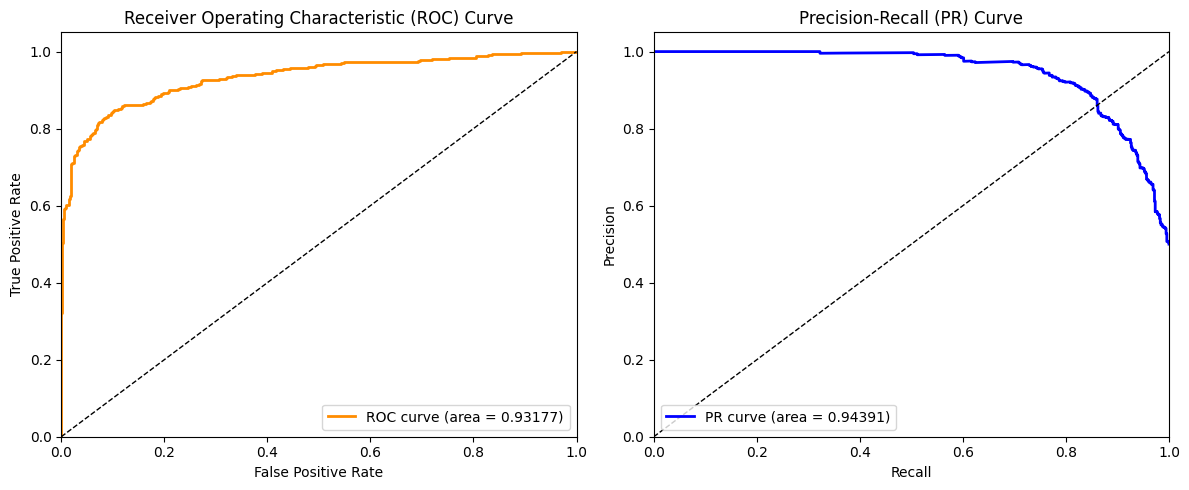 Receiver Operating Characteristic (ROC) Curve
1.0
0.8
0.6
0.4
0.2
0.0
True Positive Rate
ROC curve (area = 0.93177)
0.0 0.2 0.4 0.6 0.8 1.0
False Positive Rate
Precision-Recall (PR) Curve
1.0
0.8
0.6
0.4
0.2
0.0
Precision
PR curve (area = 0.94391)
0.0 0.2 0.4 0.6 0.8 1.0
Recall